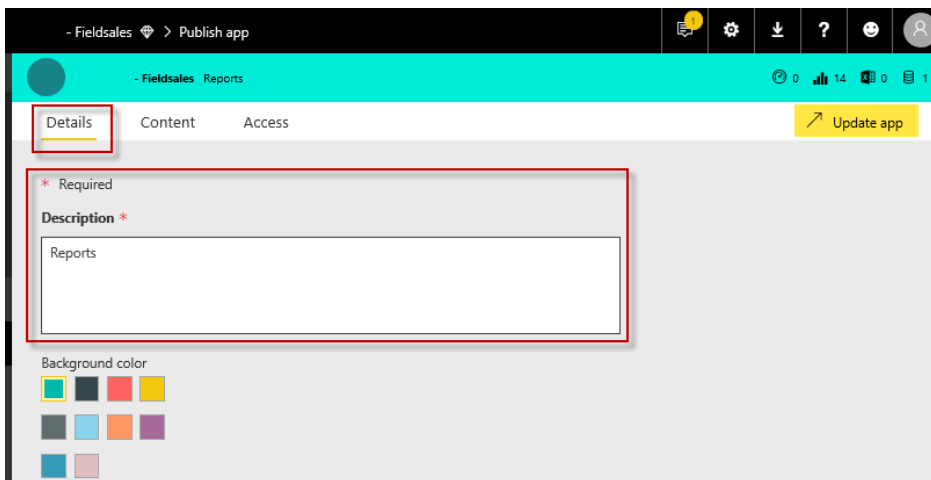 - Fieldsales > Publish app
1
?
- Fieldsales Reports
0 14 0 1
Details Content Access
Update app
* Required
Description *
Reports
Background color